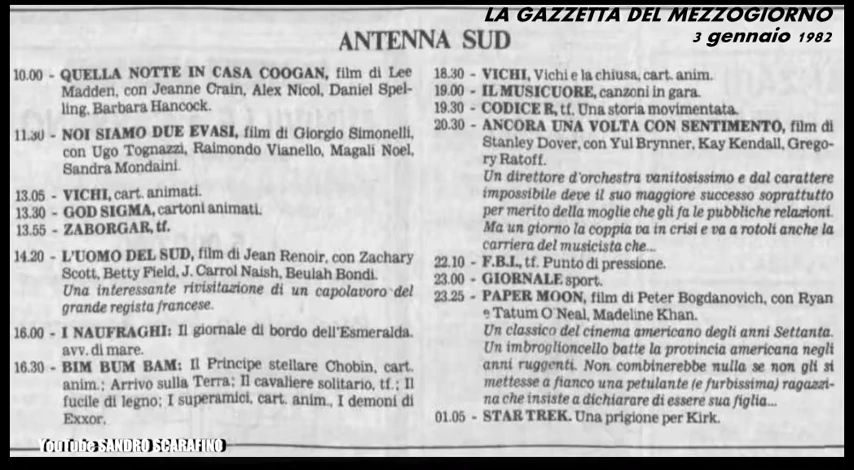 LA GAZZETTA DEL MEZZOGIORNO
3 gennaio 1982
ANTENNA SUD
10.00 - QUELLA NOTTE IN CASA COOGAN, film di Lee
Madden, con Jeanne Crain, Alex Nicol, Daniel Spel-
ling, Barbara Hancock.
11.30 - NOI SIAMO DUE EVASI, film di Giorgio Simonelli,
con Ugo Tognazzi, Raimondo Vianello, Magali Noel,
Sandra Mondaini.
13.05 - VICHI, cart. animati.
13.30 - GOD SIGMA, cartoni animati.
13.55 - ZABORGAR, tf.
14.20 - L'UOMO DEL SUD, film di Jean Renoir, con Zachary
Scott, Betty Field, J. Carrol Naish, Beulah Bondi.
Una interessante rivisitazione di un capolavoro del
grande regista francese.
16.00 - I NAUFRAGHI: Il giornale di bordo dell'Esmeralda.
avv. di mare.
16.30 - BIM BUM BAM: Il Principe stellare Chobin, cart.
anim.; Arrivo sulla Terra; Il cavaliere solitario, tf.; Il
fucile di legno; I superamici, cart. anim., I demoni di
Exxor.
18.30 - VICHI, Vichi e la chiusa, cart. anim.
19.00 - IL MUSICUORE, canzoni in gara.
19.30 - CODICE R, tf. Una storia movimentata.
20.30 - ANCORA UNA VOLTA CON SENTIMENTO, film di
Stanley Dover, con Yul Brynner, Kay Kendall, Grego-
ry Ratoff.
Un direttore d'orchestra vanitosissimo e dal carattere
impossibile deve il suo maggiore successo soprattutto
per merito della moglie che gli fa le pubbliche relazioni.
Ma un giorno la coppia va in crisi e va a rotoli anche la
carriera del musicista che...
22.10 - F.B.I., tf. Punto di pressione.
23.00 - GIORNALE sport.
23.25 - PAPER MOON, film di Peter Bogdanovich, con Ryan
e Tatum O'Neal, Madeline Khan.
Un classico del cinema americano degli anni Settanta.
Un imbroglioncello batte la provincia americana negli
anni ruggenti. Non combinerebbe nulla se non gli si
mettesse a fianco una petulante (e furbissima) ragazzi-
na che insiste a dichiarare di essere sua figlia...
01.05 - STAR TREK. Una prigione per Kirk.
YouTube SANDRO SCARAFINO